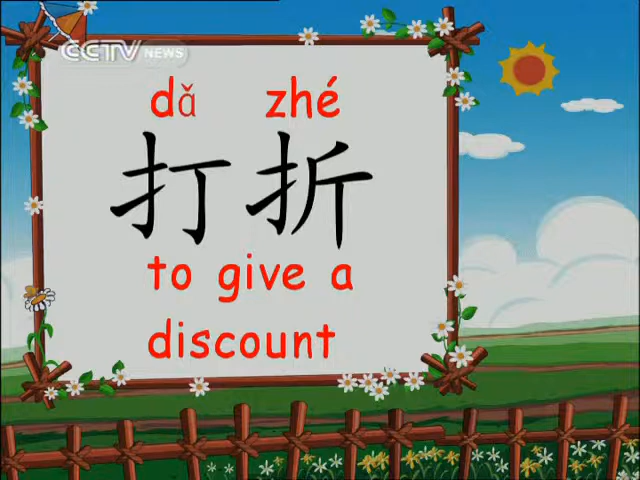 CCTV NEWS
dǎ zhé
打折
to give a
discount